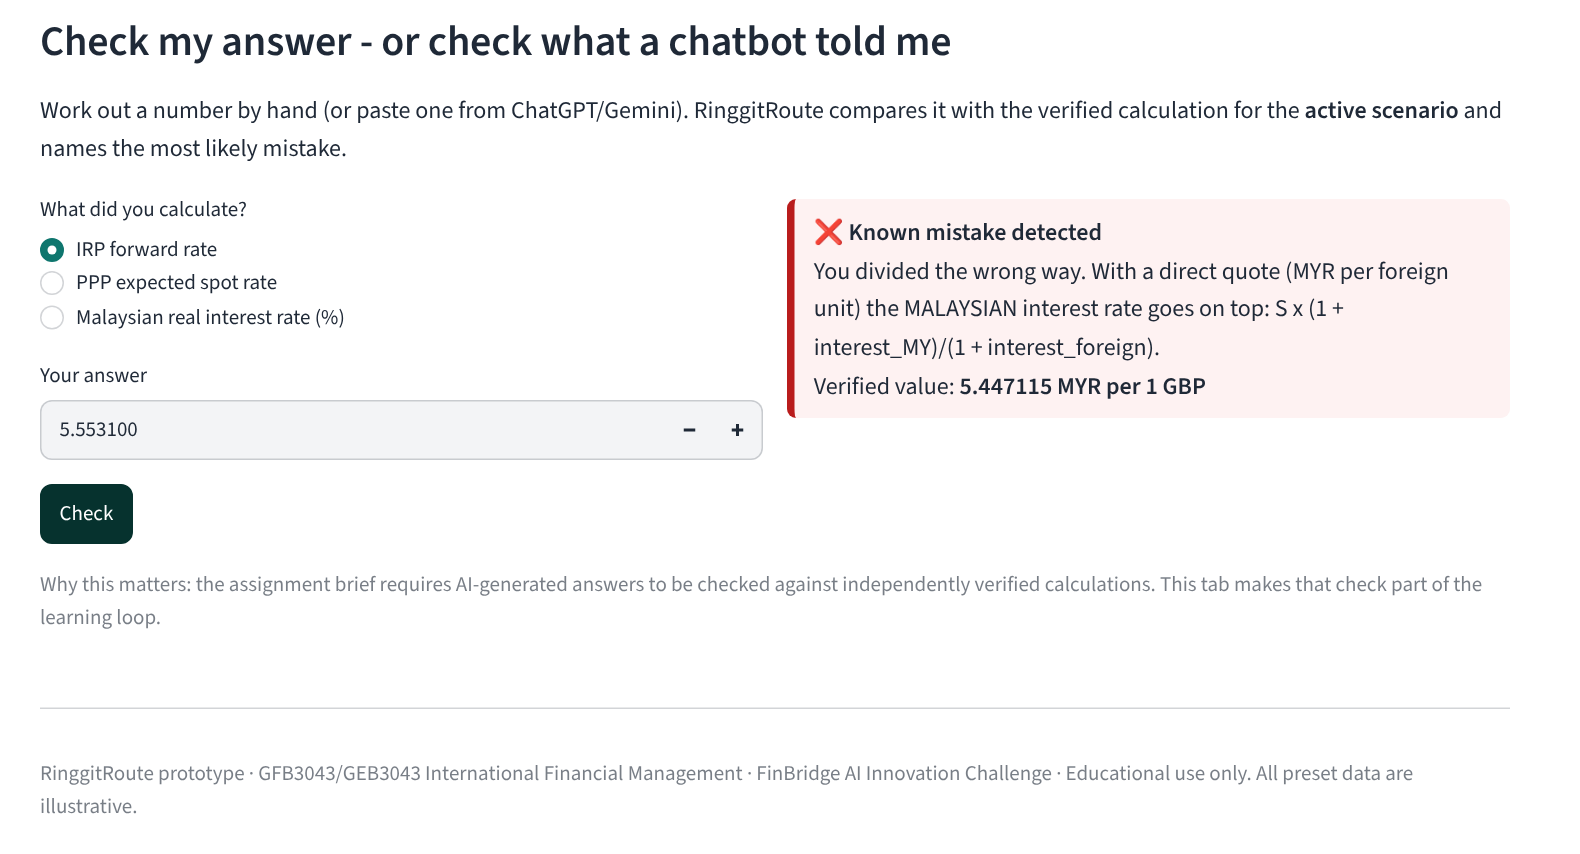 Check my answer - or check what a chatbot told me
Work out a number by hand (or paste one from ChatGPT/Gemini). RinggitRoute compares it with the verified calculation for the active scenario and
names the most likely mistake.
What did you calculate?
IRP forward rate
PPP expected spot rate
Malaysian real interest rate (%)
Your answer
5.553100
− +
Check
❌ Known mistake detected
You divided the wrong way. With a direct quote (MYR per foreign
unit) the MALAYSIAN interest rate goes on top: S x (1 +
interest_MY)/(1 + interest_foreign).
Verified value: 5.447115 MYR per 1 GBP
Why this matters: the assignment brief requires AI-generated answers to be checked against independently verified calculations. This tab makes that check part of the
learning loop.
RinggitRoute prototype · GFB3043/GEB3043 International Financial Management · FinBridge AI Innovation Challenge · Educational use only. All preset data are
illustrative.